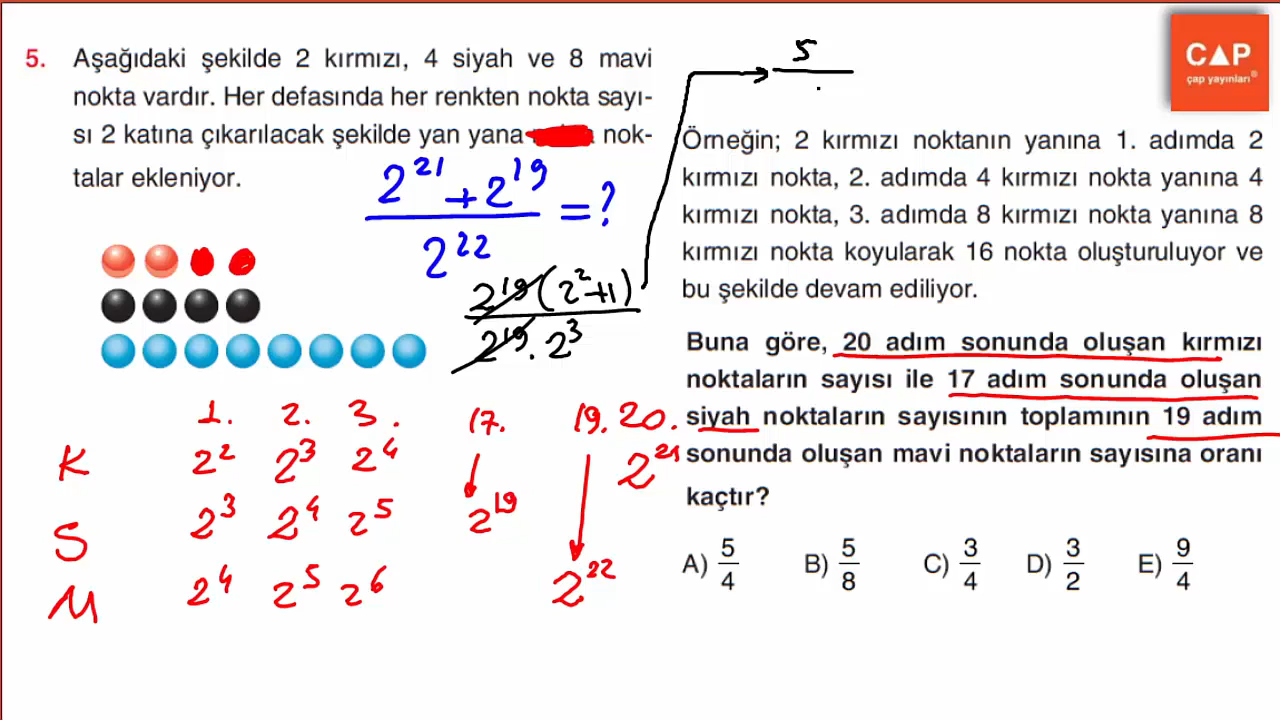 5. Aşağıdaki şekilde 2 kırmızı, 4 siyah ve 8 mavi
nokta vardır. Her defasında her renkten nokta sayı-
sı 2 katına çıkarılacak şekilde yan yana nok-
talar ekleniyor.
2^21 + 2^19 / 2^22 = ?
2^19 (2^2+1) / 2^19 . 2^3
1. 2. 3. 17. 19. 20.
K 2^2 2^3 2^4 2^21
S 2^3 2^4 2^5 2^19
M 2^4 2^5 2^6 2^22
5
ÇAP
çap yayınları®
Örneğin; 2 kırmızı noktanın yanına 1. adımda 2
kırmızı nokta, 2. adımda 4 kırmızı nokta yanına 4
kırmızı nokta, 3. adımda 8 kırmızı nokta yanına 8
kırmızı nokta koyularak 16 nokta oluşturuluyor ve
bu şekilde devam ediliyor.
Buna göre, 20 adım sonunda oluşan kırmızı
noktaların sayısı ile 17 adım sonunda oluşan
siyah noktaların sayısının toplamının 19 adım
sonunda oluşan mavi noktaların sayısına oranı
kaçtır?
A) 5/4 B) 5/8 C) 3/4 D) 3/2 E) 9/4